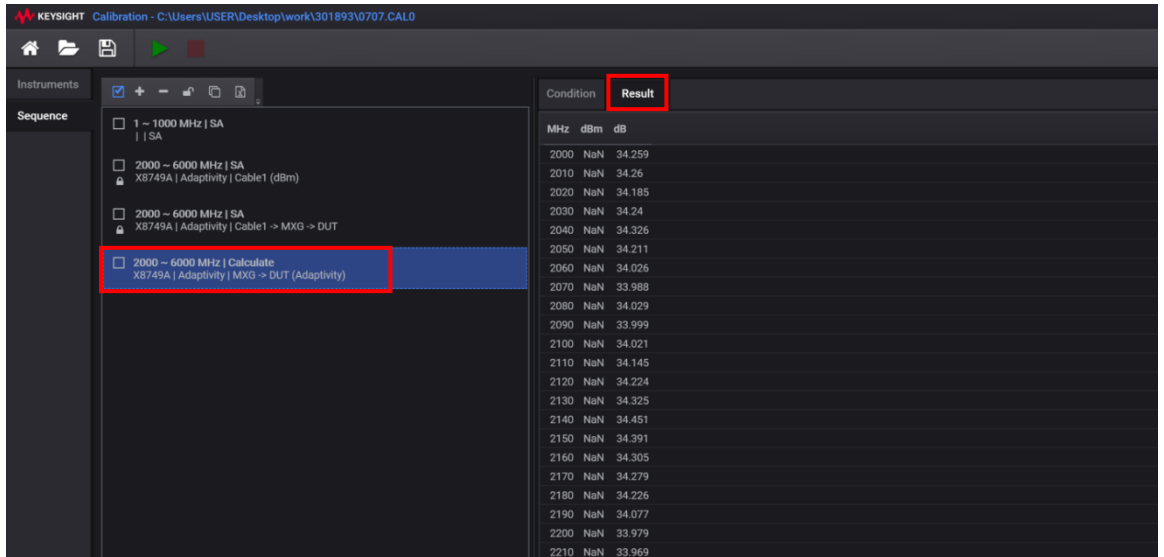 KEYSIGHT Calibration - C:\Users\USER\Desktop\work\301893\0707.CAL0
Instruments
Sequence
1 ~ 1000 MHz | SA
| | SA
2000 ~ 6000 MHz | SA
X8749A | Adaptivity | Cable1 (dBm)
2000 ~ 6000 MHz | SA
X8749A | Adaptivity | Cable1 -> MXG -> DUT
2000 ~ 6000 MHz | Calculate
X8749A | Adaptivity | MXG -> DUT (Adaptivity)
Condition Result
MHz dBm dB
2000 NaN 34.259
2010 NaN 34.26
2020 NaN 34.185
2030 NaN 34.24
2040 NaN 34.326
2050 NaN 34.211
2060 NaN 34.026
2070 NaN 33.988
2080 NaN 34.029
2090 NaN 33.999
2100 NaN 34.021
2110 NaN 34.145
2120 NaN 34.224
2130 NaN 34.325
2140 NaN 34.451
2150 NaN 34.391
2160 NaN 34.305
2170 NaN 34.279
2180 NaN 34.226
2190 NaN 34.077
2200 NaN 33.979
2210 NaN 33.969